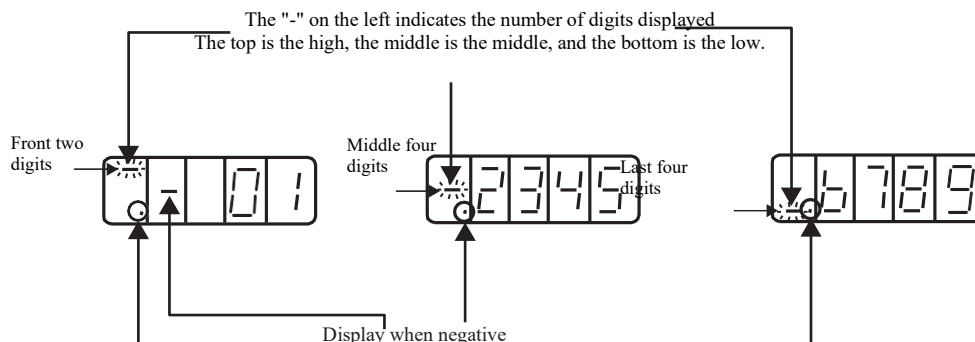 The "-" on the left indicates the number of digits displayed
The top is the high, the middle is the middle, and the bottom is the low.
Front two
digits
Middle four
digits
Last four
digits
- - 01
- 2345
- 6789
Display when negative